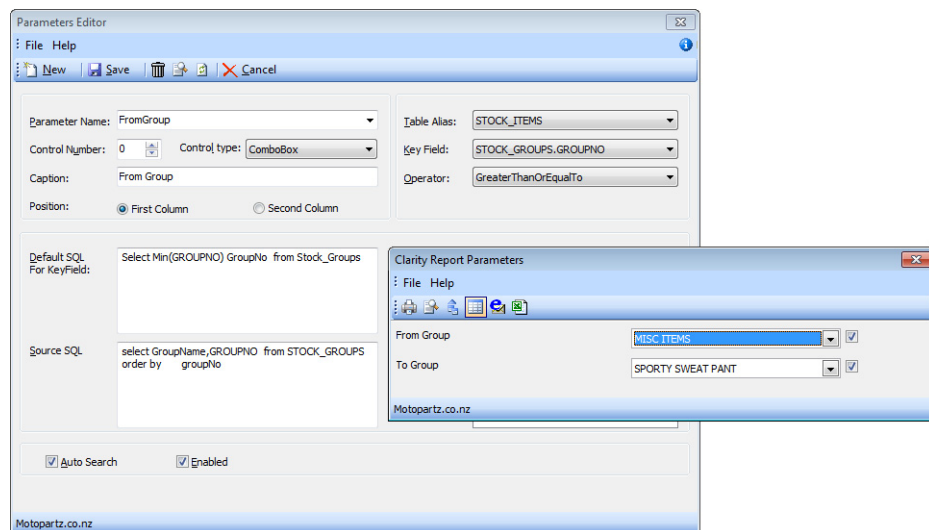 Parameters Editor
File Help
New Save Cancel
Parameter Name: FromGroup
Control Number: 0 Control type: ComboBox
Caption: From Group
Position: First Column Second Column
Table Alias: STOCK_ITEMS
Key Field: STOCK_GROUPS.GROUPNO
Operator: GreaterThanOrEqualTo
Default SQL
For KeyField:
Select Min(GROUPNO) GroupNo from Stock_Groups
Source SQL
select GroupName,GROUPNO from STOCK_GROUPS
order by groupNo
Auto Search Enabled
Motopartz.co.nz
Clarity Report Parameters
File Help
From Group MISC ITEMS
To Group SPORTY SWEAT PANT
Motopartz.co.nz